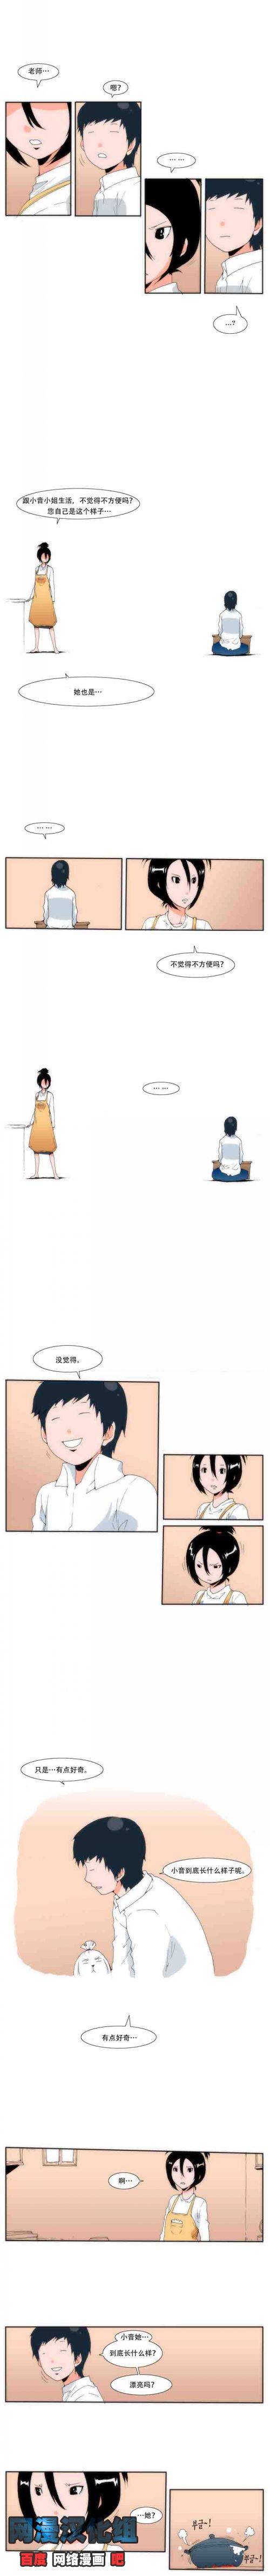 老师…
嗯?
… …
…?
跟小音小姐生活，不觉得不方便吗?
您自己是这个样子…
她也是…
… …
不觉得不方便吗?
… …
没觉得。
只是…有点好奇。
小音到底长什么样子呢。
有点好奇…
啊…
小音她…
到底长什么样?
漂亮吗?
…她?
부글~!
부글~!
网漫汉化组
百度 网络漫画 吧